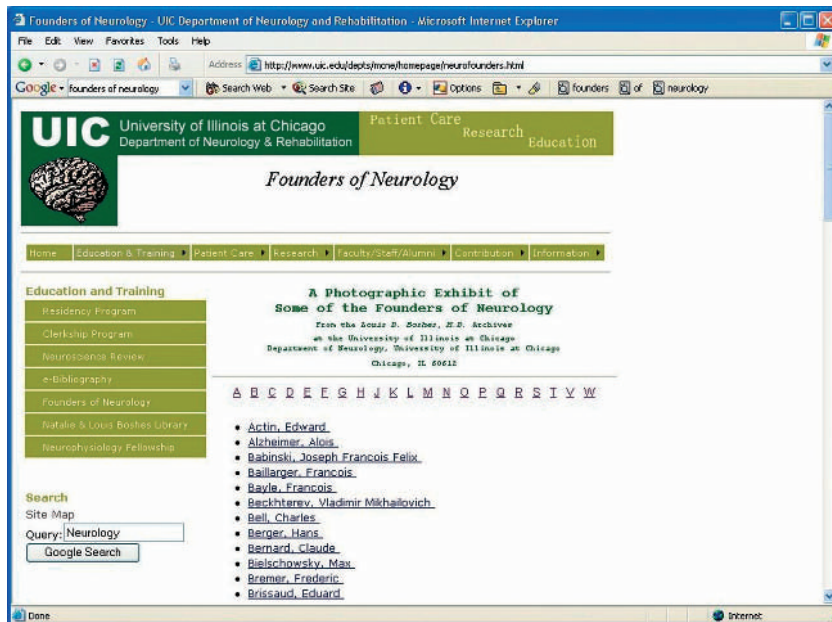 Founders of Neurology - UIC Department of Neurology and Rehabilitation - Microsoft Internet Explorer
File Edit View Favorites Tools Help
Address http://www.uic.edu/depts/mcne/homepage/neurofounders.html
Google founders of neurology Search Web Search Site Options founders of neurology
UIC University of Illinois at Chicago
Department of Neurology & Rehabilitation
Patient Care
Research
Education
Founders of Neurology
Home Education & Training Patient Care Research Faculty/Staff/Alumni Contribution Information
Education and Training
Residency Program
Clerkship Program
Neuroscience Review
e-Bibliography
Founders of Neurology
Natalie & Louis Boshes Library
Neurophysiology Fellowship
Search
Site Map
Query: Neurology
Google Search
A Photographic Exhibit of
Some of the Founders of Neurology
From the Louis D. Boshes, M.D. Archives
at the University of Illinois at Chicago
Department of Neurology, University of Illinois at Chicago
Chicago, IL 60612
A B C D E F G H J K L M N O P Q R S T V W
Actin, Edward
Alzheimer, Alois
Babinski, Joseph Francois Felix
Baillarger, Francois
Bayle, Francois
Beckhterev, Vladimir Mikhailovich
Bell, Charles
Berger, Hans
Bernard, Claude
Bielschowsky, Max
Bremer, Frederic
Brissaud, Eduard
Done Internet